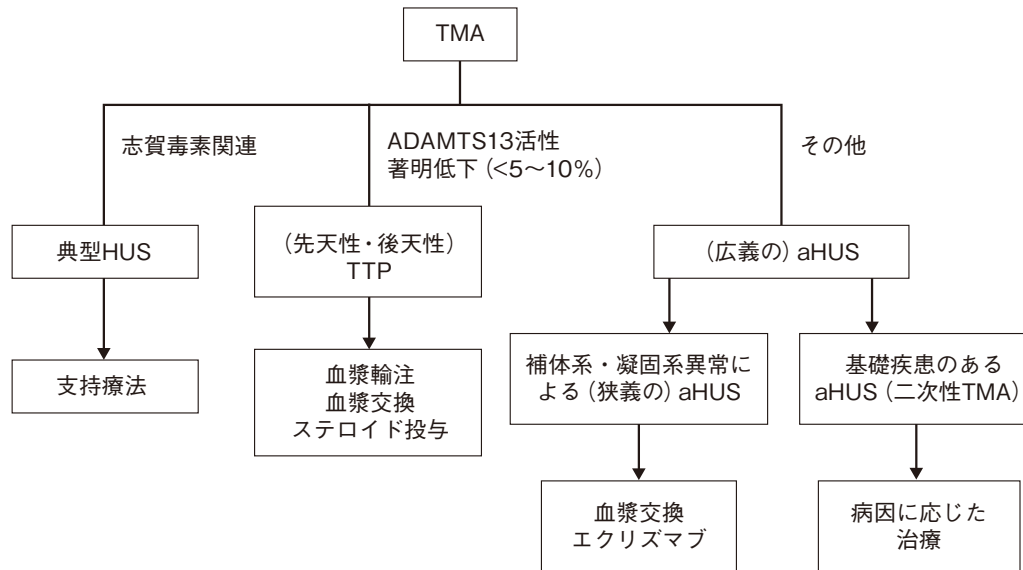 TMA
志賀毒素関連
ADAMTS13活性
著明低下(<5〜10%)
その他
典型HUS
(先天性・後天性)
TTP
(広義の)aHUS
支持療法
血漿輸注
血漿交換
ステロイド投与
補体系・凝固系異常に
よる(狭義の)aHUS
基礎疾患のある
aHUS(二次性TMA)
血漿交換
エクリズマブ
病因に応じた
治療